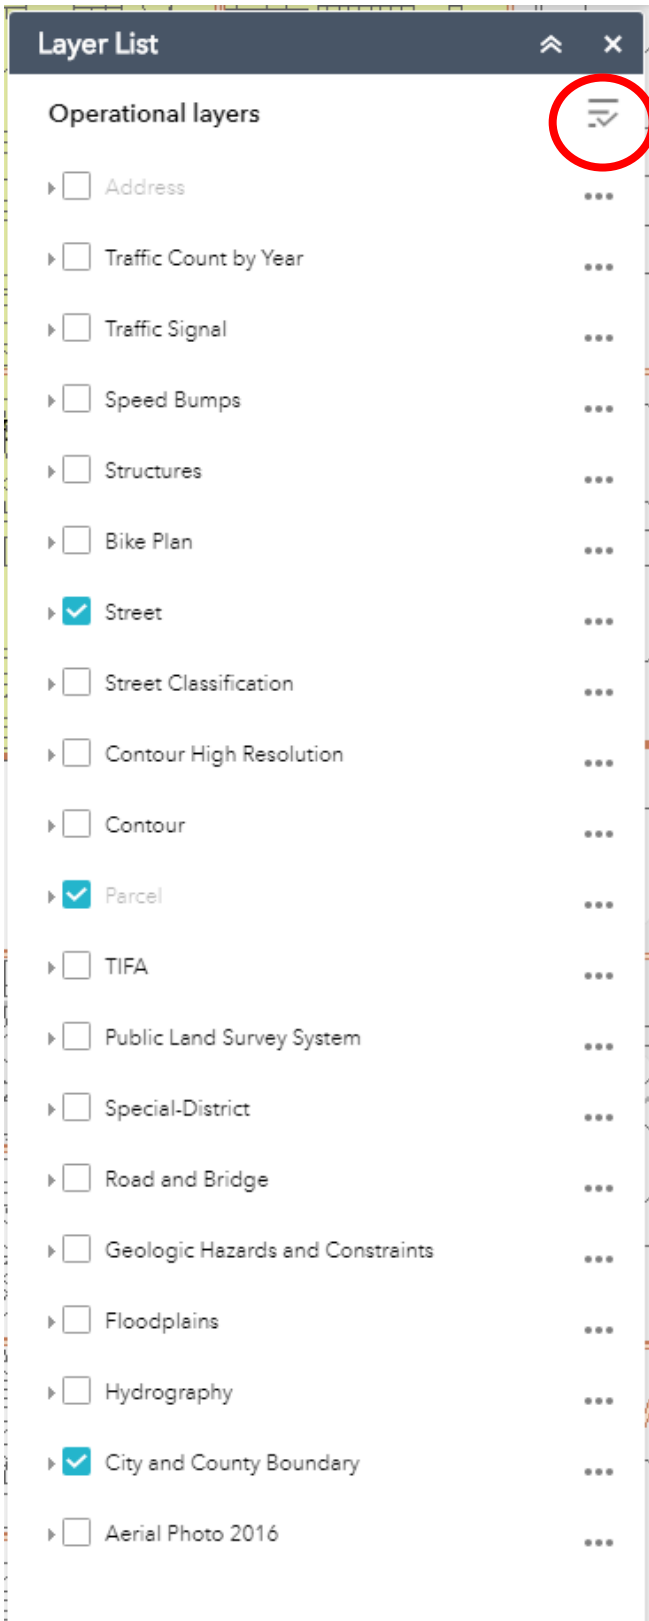 Layer List
Operational layers
Address
Traffic Count by Year
Traffic Signal
Speed Bumps
Structures
Bike Plan
Street
Street Classification
Contour High Resolution
Contour
Parcel
TIFA
Public Land Survey System
Special-District
Road and Bridge
Geologic Hazards and Constraints
Floodplains
Hydrography
City and County Boundary
Aerial Photo 2016